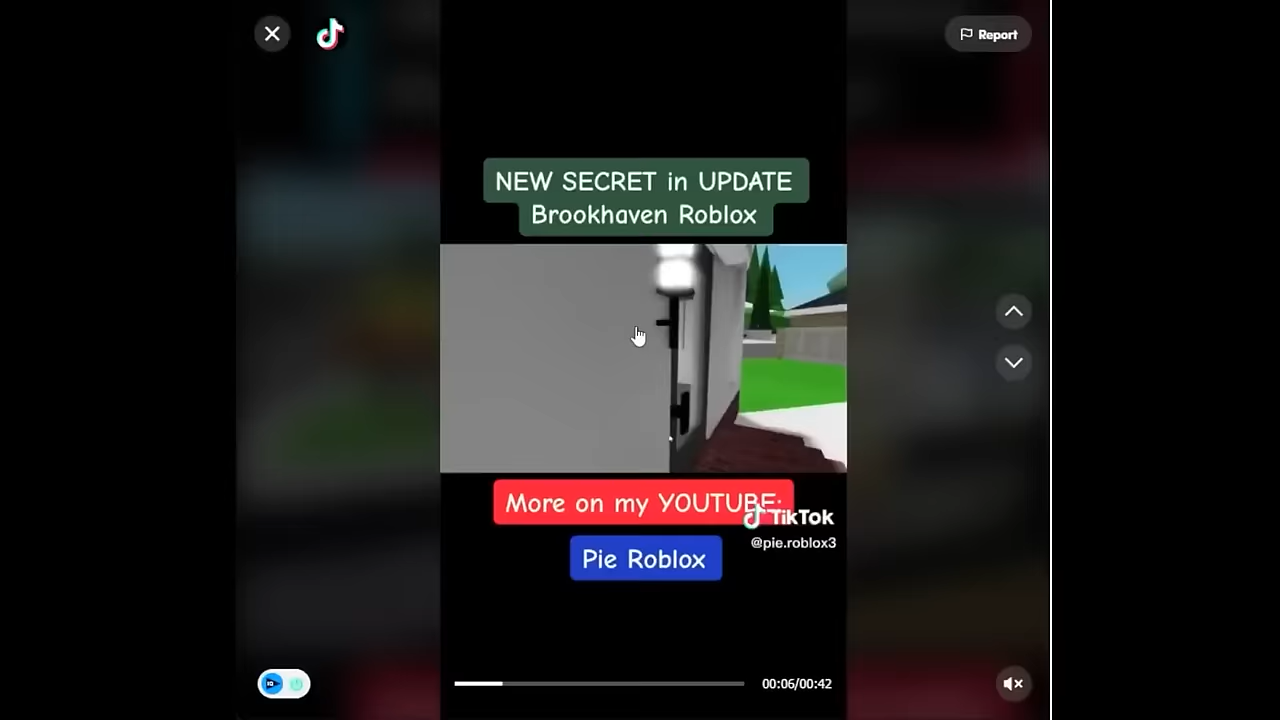 Report
NEW SECRET in UPDATE
Brookhaven Roblox
More on my YOUTUBE:
TikTok
@pie.roblox3
Pie Roblox
00:06/00:42